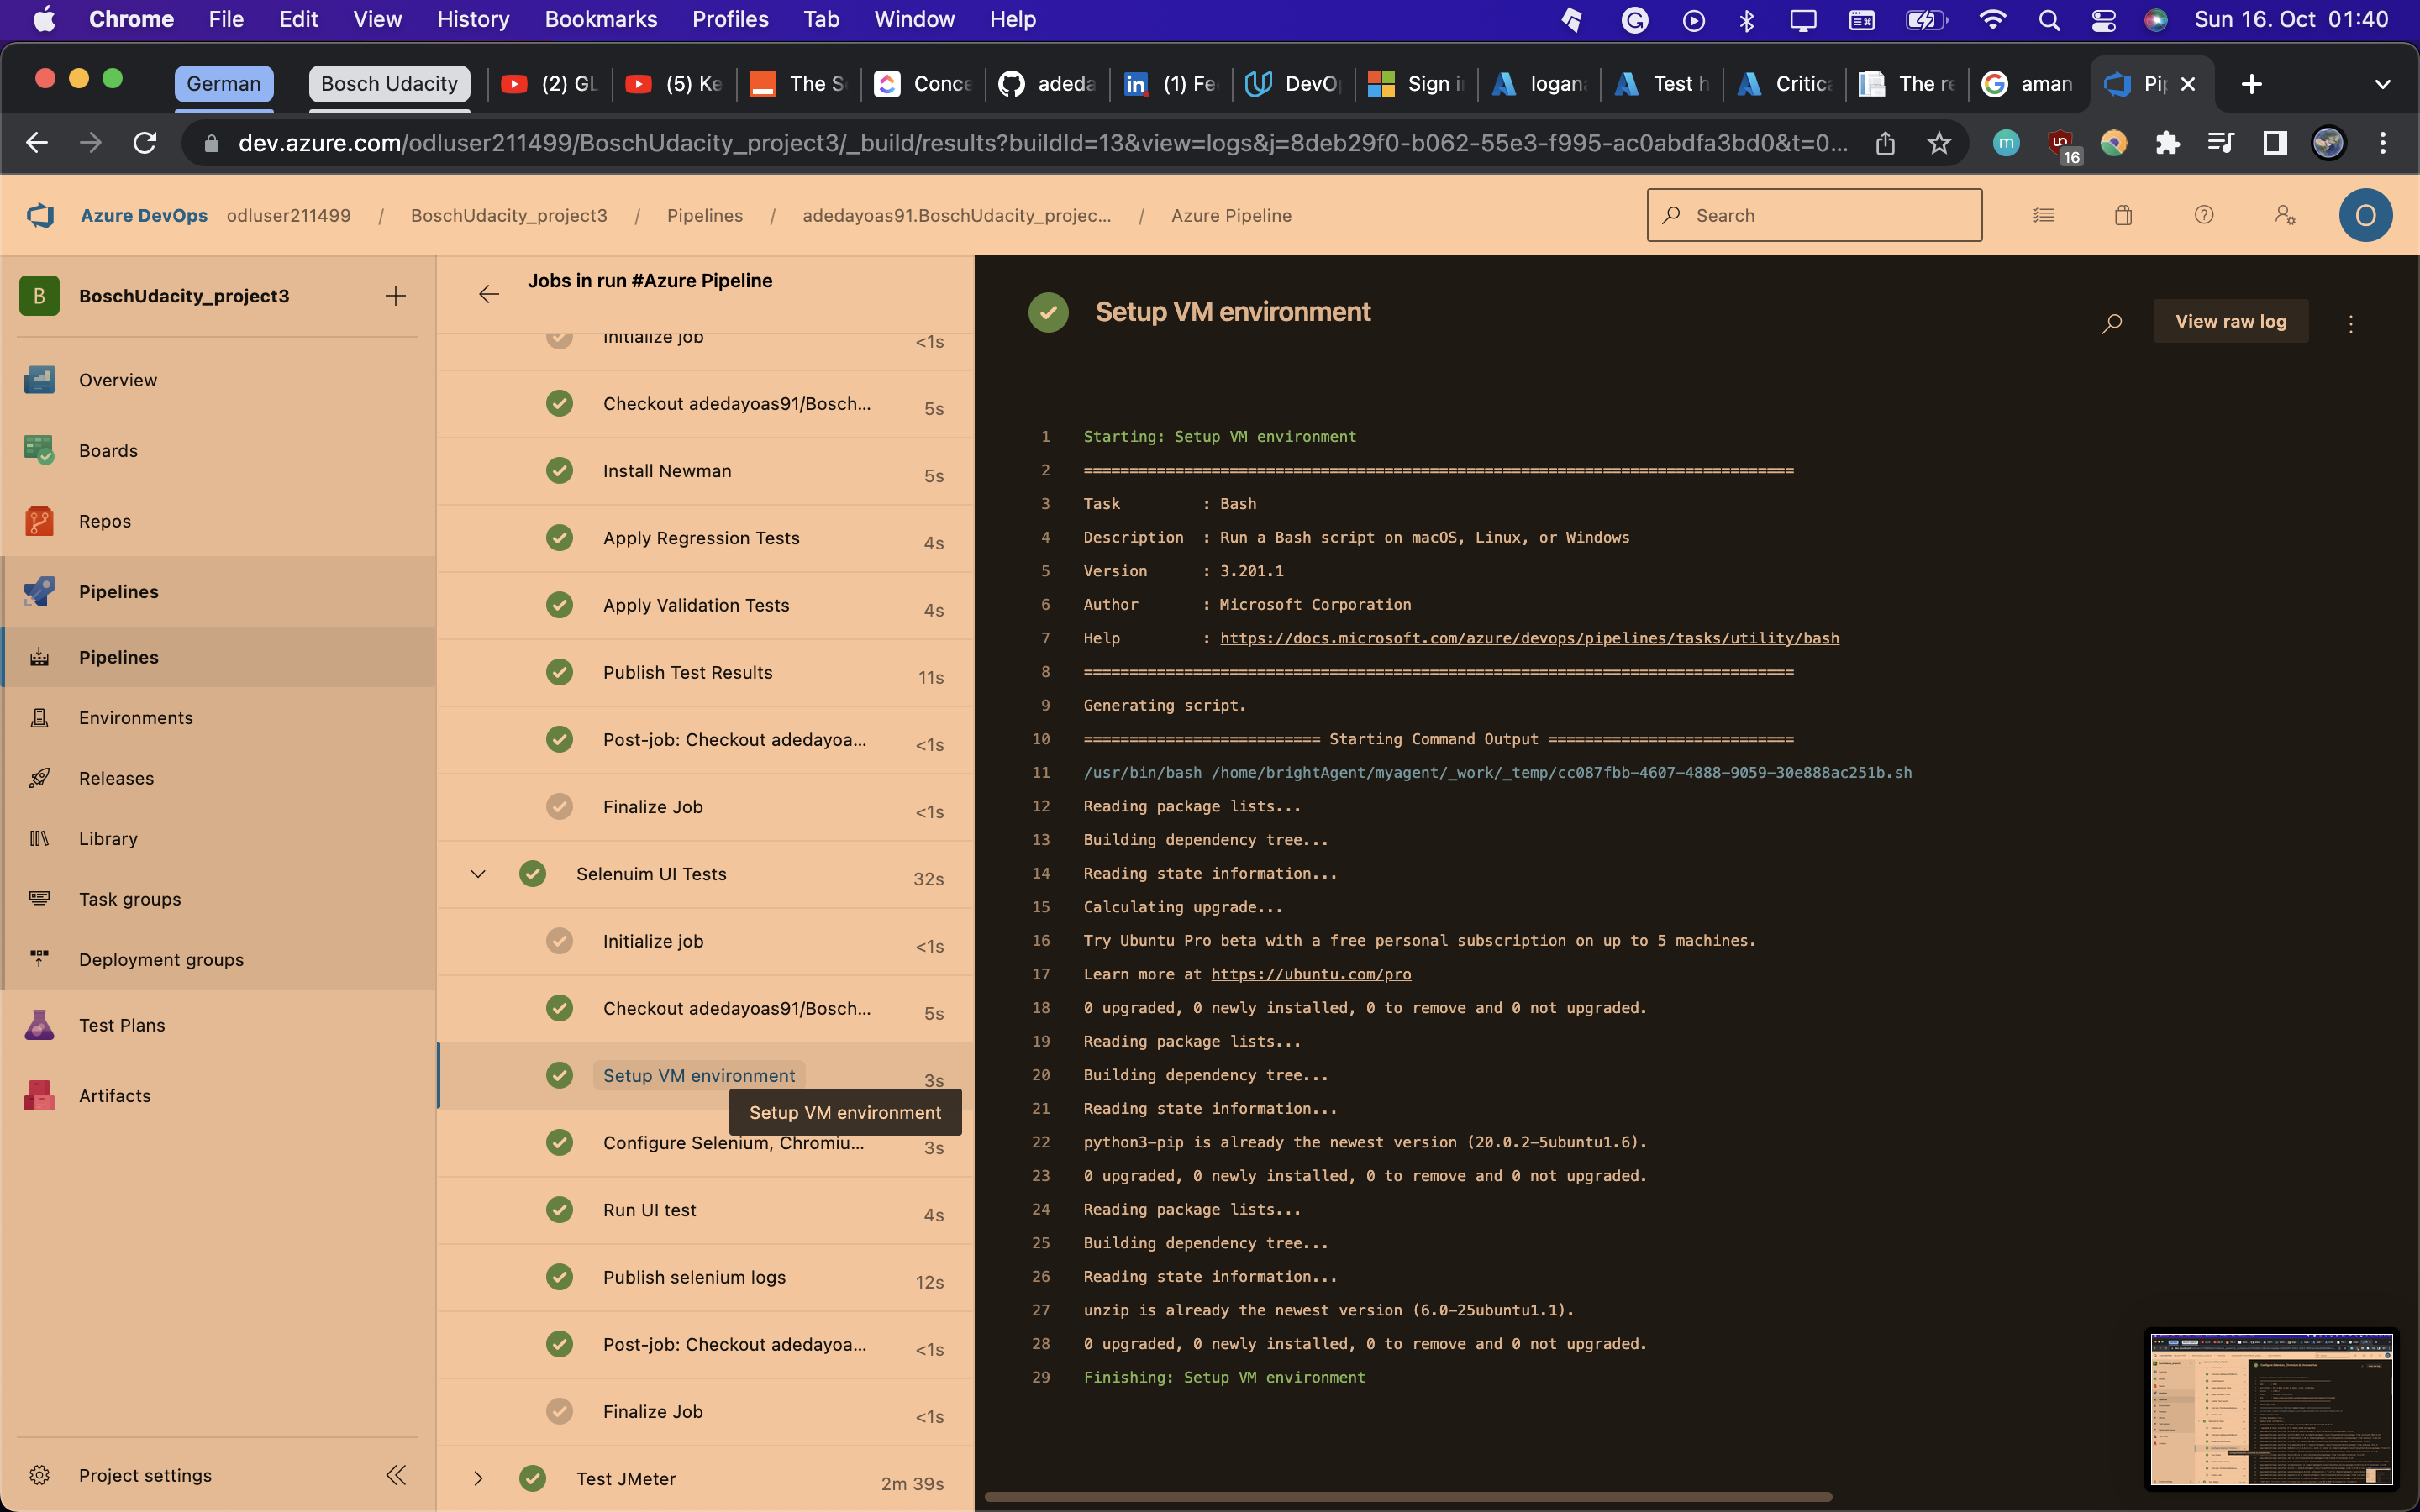 Chrome File Edit View History Bookmarks Profiles Tab Window Help Sun 16. Oct 01:40
German Bosch Udacity (2) GL (5) Ke The S Conce adeda (1) Fe DevO Sign i logan Test h Critica The re aman Pi
dev.azure.com/odluser211499/BoschUdacity_project3/_build/results?buildId=13&view=logs&j=8deb29f0-b062-55e3-f995-ac0abdfa3bd0&t=0... m 16
Azure DevOps odluser211499 / BoschUdacity_project3 / Pipelines / adedayoas91.BoschUdacity_projec... / Azure Pipeline Search O
B BoschUdacity_project3
Overview
Boards
Repos
Pipelines
Pipelines
Environments
Releases
Library
Task groups
Deployment groups
Test Plans
Artifacts
Project settings
Jobs in run #Azure Pipeline
Initialize job <1s
Checkout adedayoas91/Bosch... 5s
Install Newman 5s
Apply Regression Tests 4s
Apply Validation Tests 4s
Publish Test Results 11s
Post-job: Checkout adedayoa... <1s
Finalize Job <1s
Selenuim UI Tests 32s
Initialize job <1s
Checkout adedayoas91/Bosch... 5s
Setup VM environment 3s
Setup VM environment
Configure Selenium, Chromiu... 3s
Run UI test 4s
Publish selenium logs 12s
Post-job: Checkout adedayoa... <1s
Finalize Job <1s
Test JMeter 2m 39s
Setup VM environment
View raw log
1 Starting: Setup VM environment
2 ==============================================================================
3 Task : Bash
4 Description : Run a Bash script on macOS, Linux, or Windows
5 Version : 3.201.1
6 Author : Microsoft Corporation
7 Help : https://docs.microsoft.com/azure/devops/pipelines/tasks/utility/bash
8 ==============================================================================
9 Generating script.
10 ========================== Starting Command Output ===========================
11 /usr/bin/bash /home/brightAgent/myagent/_work/_temp/cc087fbb-4607-4888-9059-30e888ac251b.sh
12 Reading package lists...
13 Building dependency tree...
14 Reading state information...
15 Calculating upgrade...
16 Try Ubuntu Pro beta with a free personal subscription on up to 5 machines.
17 Learn more at https://ubuntu.com/pro
18 0 upgraded, 0 newly installed, 0 to remove and 0 not upgraded.
19 Reading package lists...
20 Building dependency tree...
21 Reading state information...
22 python3-pip is already the newest version (20.0.2-5ubuntu1.6).
23 0 upgraded, 0 newly installed, 0 to remove and 0 not upgraded.
24 Reading package lists...
25 Building dependency tree...
26 Reading state information...
27 unzip is already the newest version (6.0-25ubuntu1.1).
28 0 upgraded, 0 newly installed, 0 to remove and 0 not upgraded.
29 Finishing: Setup VM environment